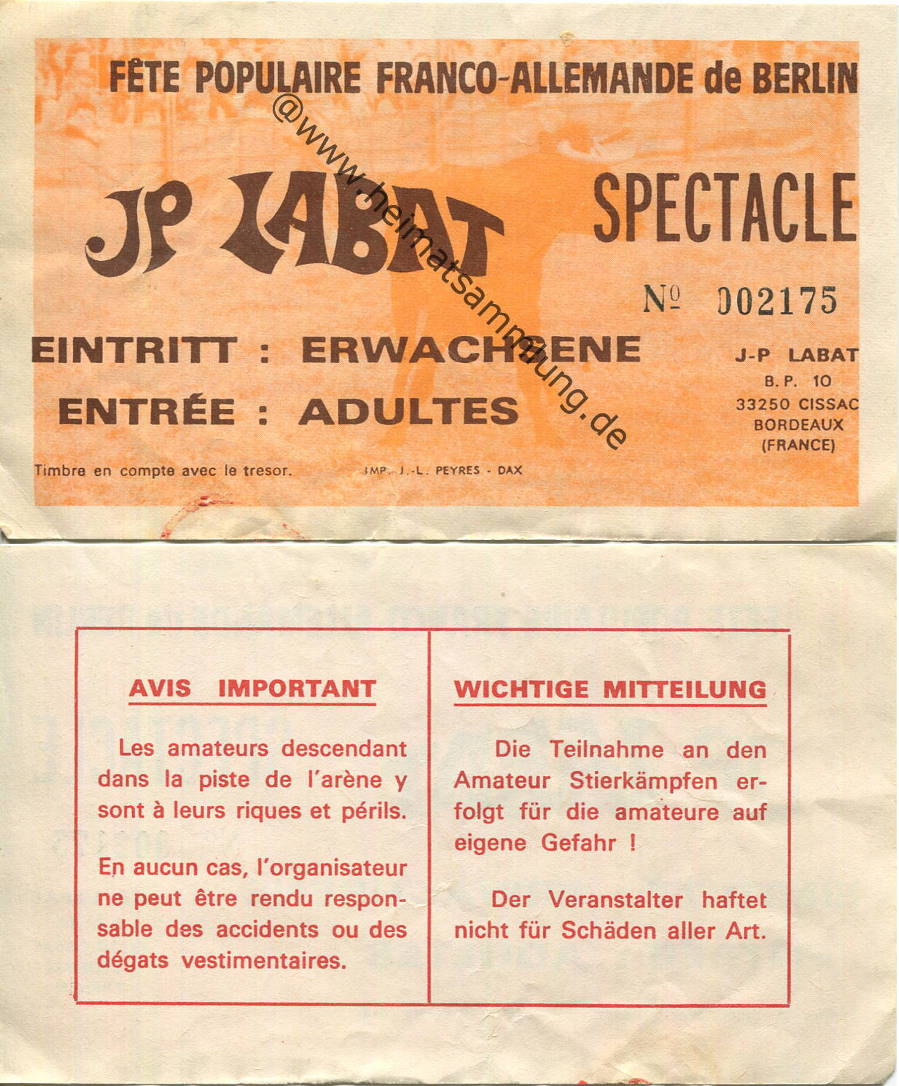 FÊTE POPULAIRE FRANCO-ALLEMANDE de BERLIN
JP LABAT
SPECTACLE
Nº 002175
EINTRITT : ERWACHSENE
ENTRÉE : ADULTES
J-P LABAT
B. P. 10
33250 CISSAC
BORDEAUX
(FRANCE)
Timbre en compte avec le tresor.
IMP. J.-L. PEYRES - DAX
@www.heimatsammlung.de
AVIS IMPORTANT
Les amateurs descendant
dans la piste de l'arène y
sont à leurs riques et périls.
En aucun cas, l'organisateur
ne peut être rendu respon-
sable des accidents ou des
dégats vestimentaires.
WICHTIGE MITTEILUNG
Die Teilnahme an den
Amateur Stierkämpfen er-
folgt für die amateure auf
eigene Gefahr !
Der Veranstalter haftet
nicht für Schäden aller Art.